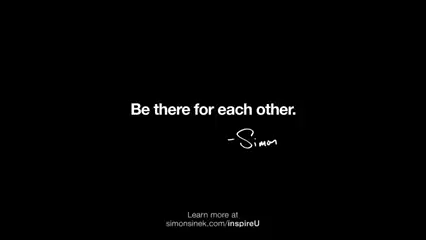 Be there for each other.
-Simon
Learn more at
simonsinek.com/inspireU